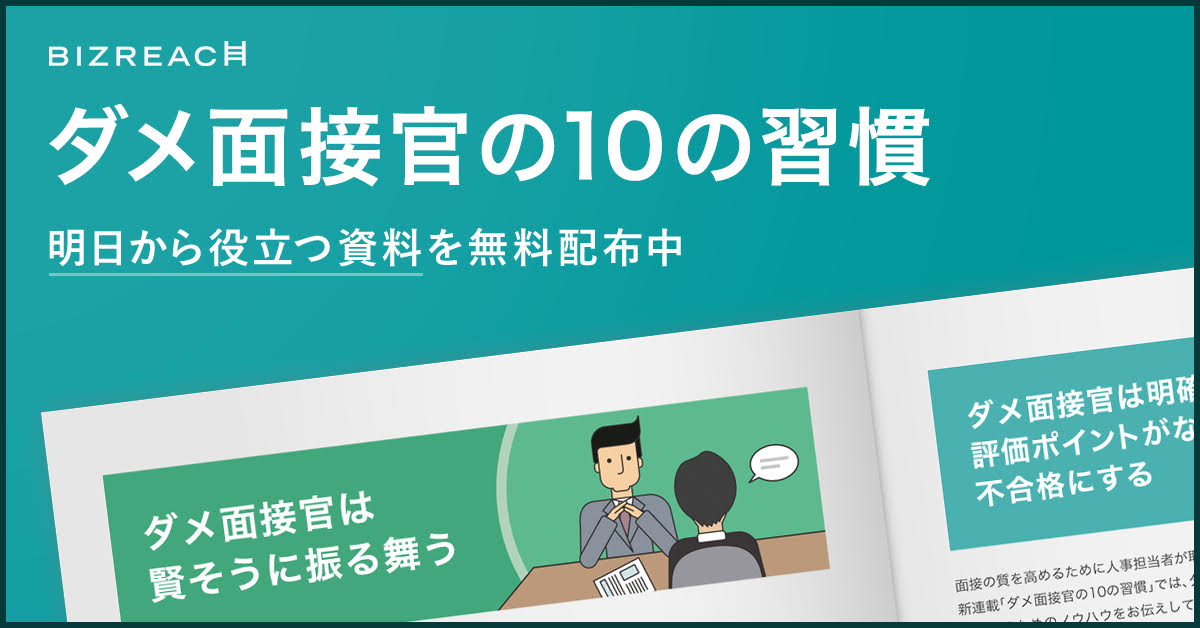 BIZREACH
ダメ面接官の10の習慣
明日から役立つ資料を無料配布中
ダメ面接官は
賢そうに振る舞う
ダメ面接官は明確
評価ポイントがな
不合格にする
面接の質を高めるために人事担当者が
新連載「ダメ面接官の10の習慣」では、
のノウハウをお伝えして